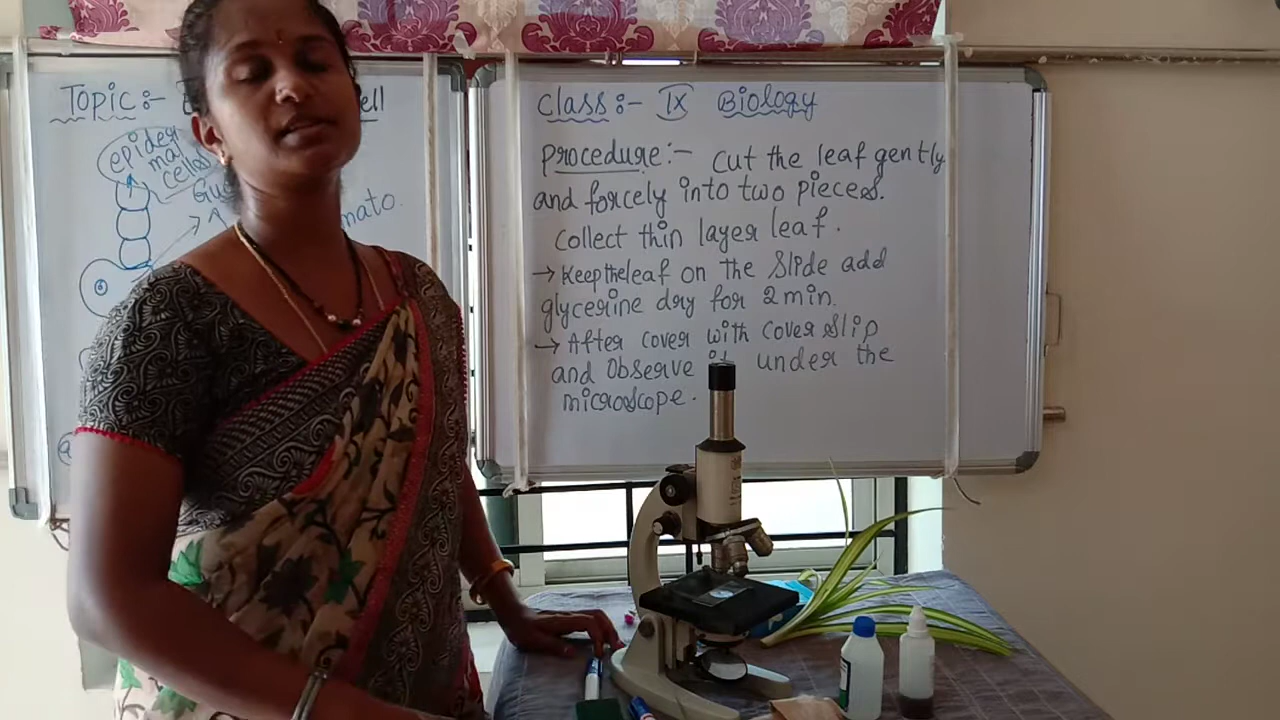 Topic:- ell
epider
mal
cells
Gu
mato.
Class:- IX Biology
Procedure:- Cut the leaf gently
and forcely into two pieces.
Collect thin layer leaf.
→ Keep the leaf on the Slide add
glycerine dry for 2 min.
→ After cover with cover slip
and Observe under the
microscope.